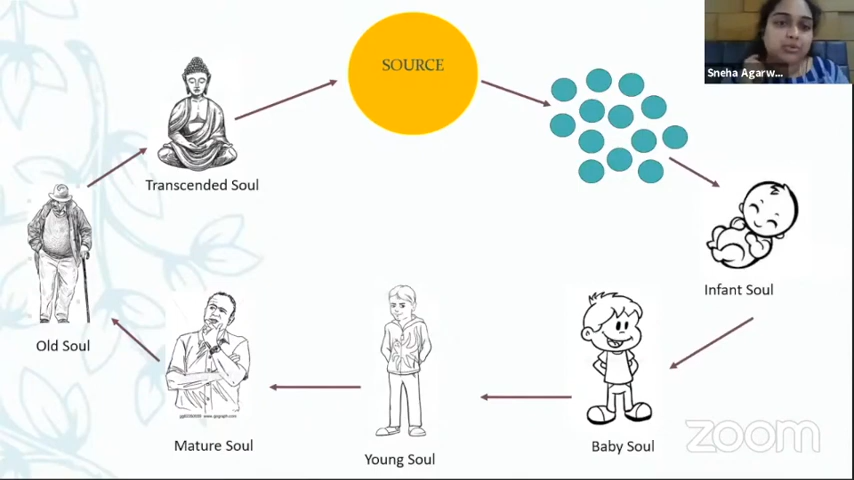 SOURCE
Sneha Agarw...
Transcended Soul
Infant Soul
Old Soul
Mature Soul
Young Soul
Baby Soul
zoom